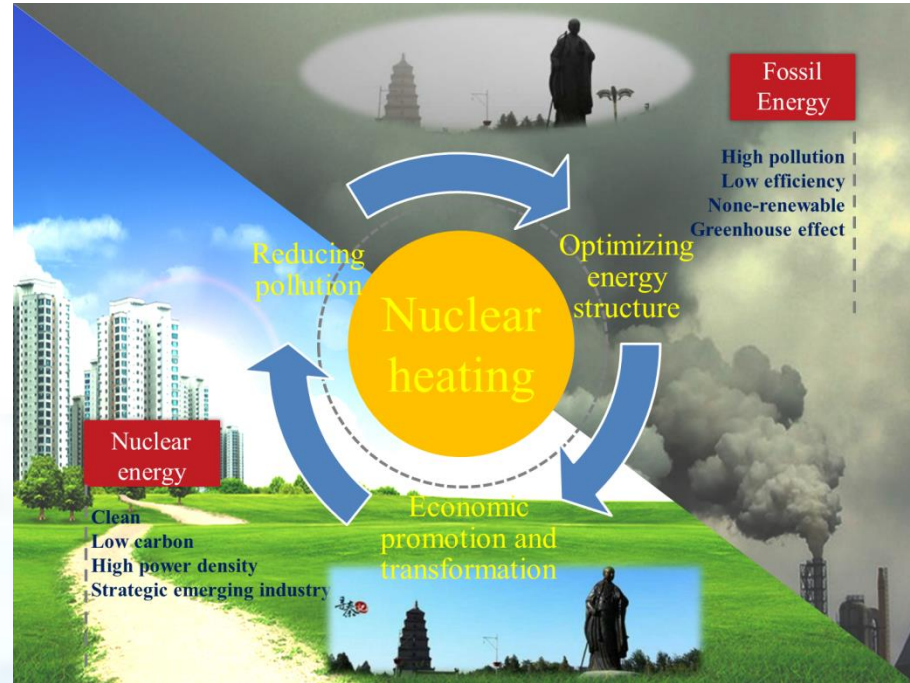 Fossil
Energy
High pollution
Low efficiency
None-renewable
Greenhouse effect
Reducing
pollution
Optimizing
energy
structure
Nuclear
heating
Nuclear
energy
Clean
Low carbon
High power density
Strategic emerging industry
Economic
promotion and
transformation